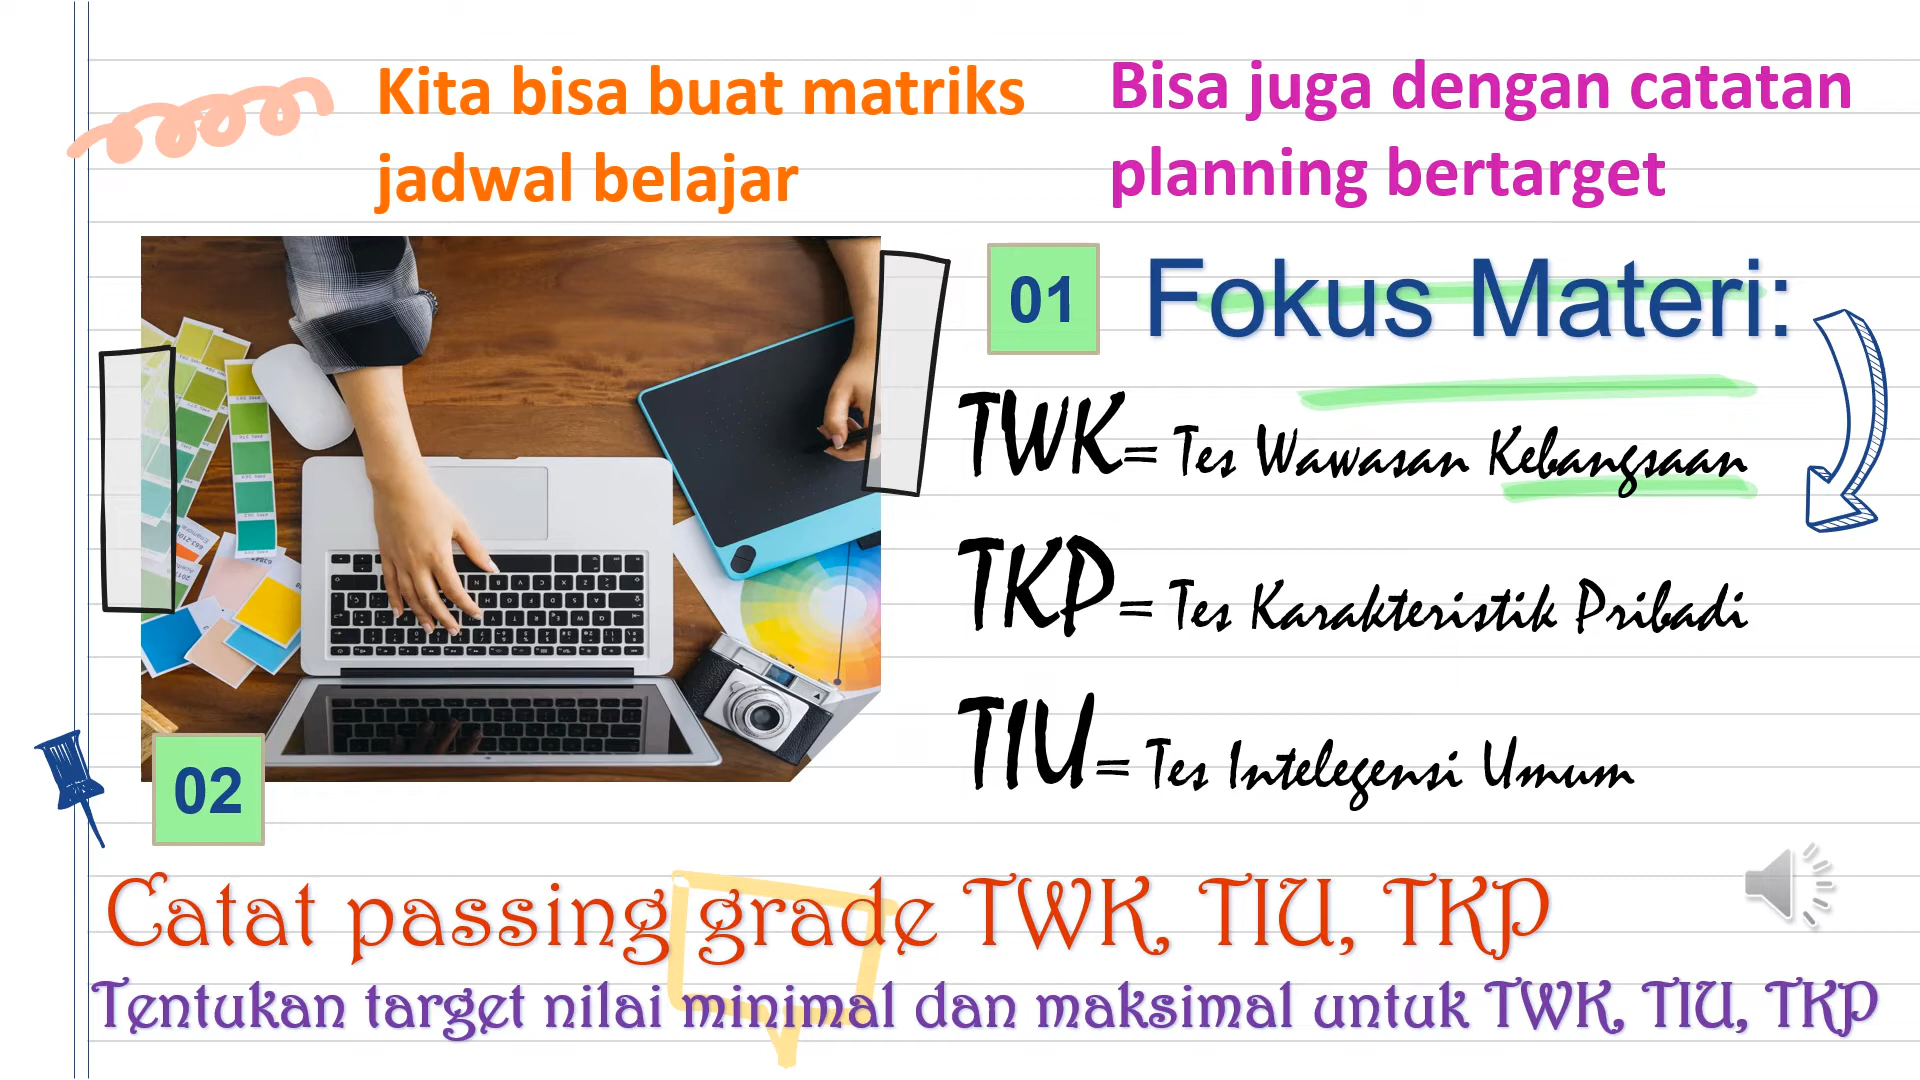 Kita bisa buat matriks
jadwal belajar
Bisa juga dengan catatan
planning bertarget
01
Fokus Materi:
TWK= Tes Wawasan Kebangsaan
TKP= Tes Karakteristik Pribadi
TIU= Tes Intelegensi Umum
02
Catat passing grade TWK, TIU, TKP
Tentukan target nilai minimal dan maksimal untuk TWK, TIU, TKP